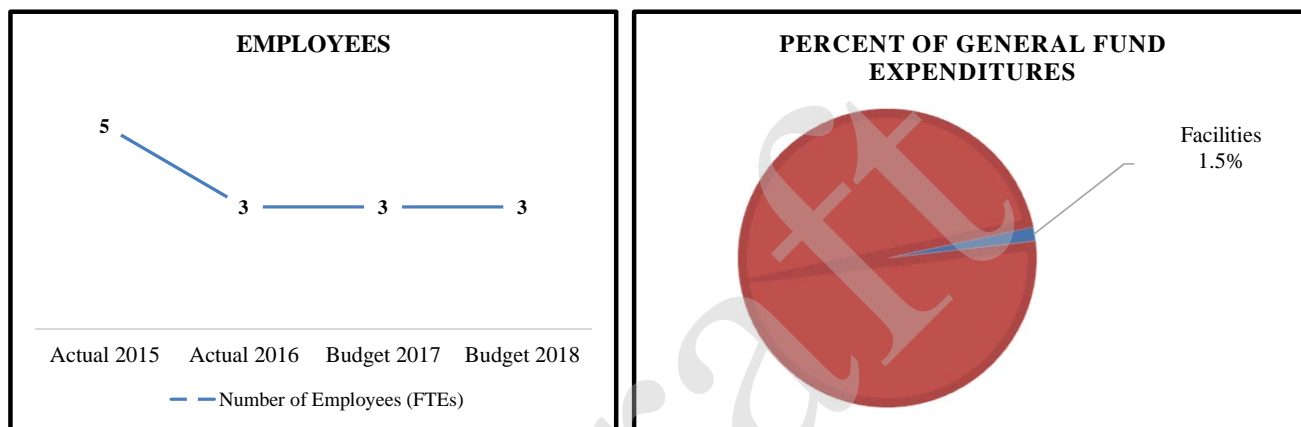 EMPLOYEES
5
3
3
3
Actual 2015
Actual 2016
Budget 2017
Budget 2018
Number of Employees (FTEs)
PERCENT OF GENERAL FUND
EXPENDITURES
Facilities
1.5%
raft